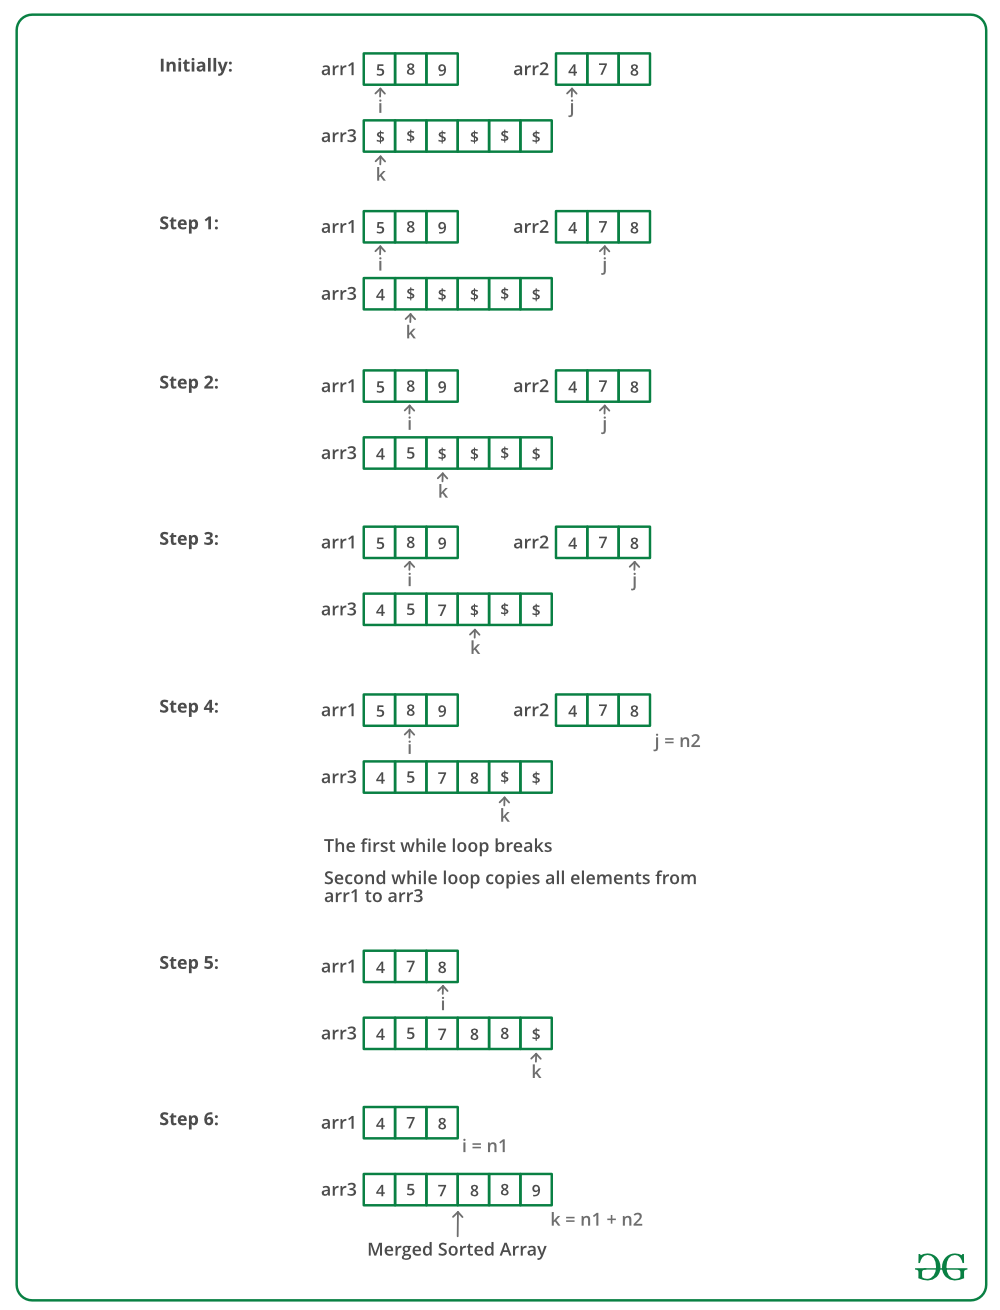 Initially: arr1 5 8 9 arr2 4 7 8
i j
arr3 $ $ $ $ $ $
k
Step 1: arr1 5 8 9 arr2 4 7 8
i j
arr3 4 $ $ $ $ $
k
Step 2: arr1 5 8 9 arr2 4 7 8
i j
arr3 4 5 $ $ $ $
k
Step 3: arr1 5 8 9 arr2 4 7 8
i j
arr3 4 5 7 $ $ $
k
Step 4: arr1 5 8 9 arr2 4 7 8
i j = n2
arr3 4 5 7 8 $ $
k
The first while loop breaks
Second while loop copies all elements from
arr1 to arr3
Step 5: arr1 4 7 8
i
arr3 4 5 7 8 8 $
k
Step 6: arr1 4 7 8
i = n1
arr3 4 5 7 8 8 9
k = n1 + n2
Merged Sorted Array